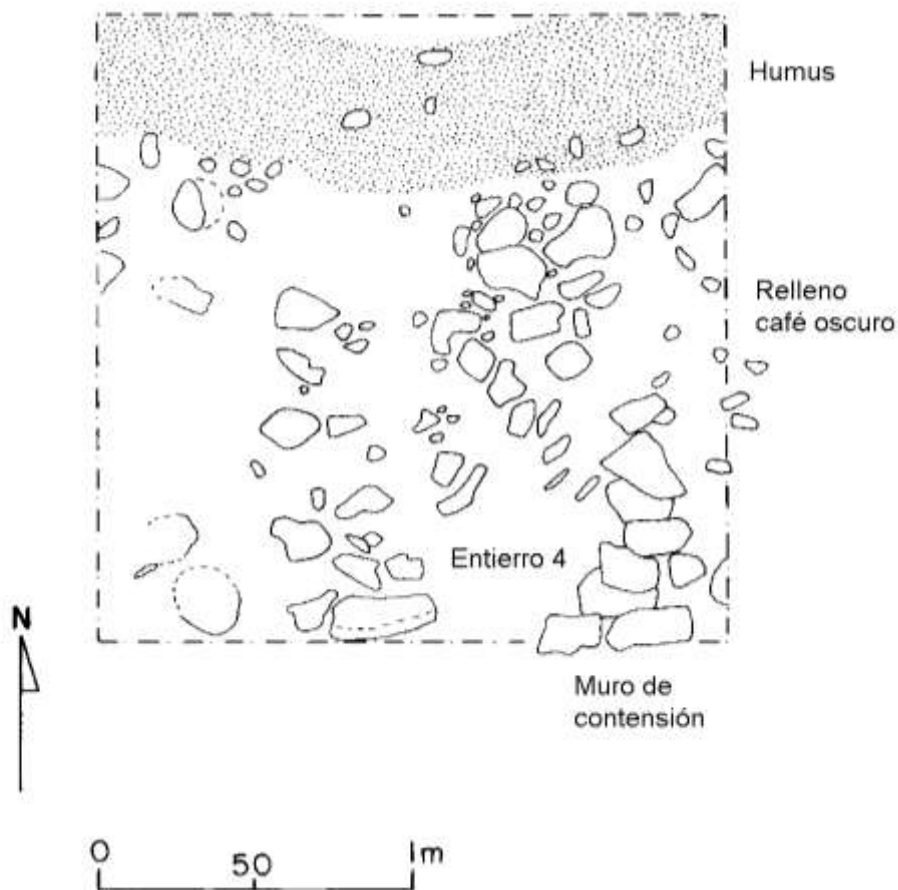 Humus
Relleno
café oscuro
Entierro 4
N
Muro de
contensión
0
50
1m